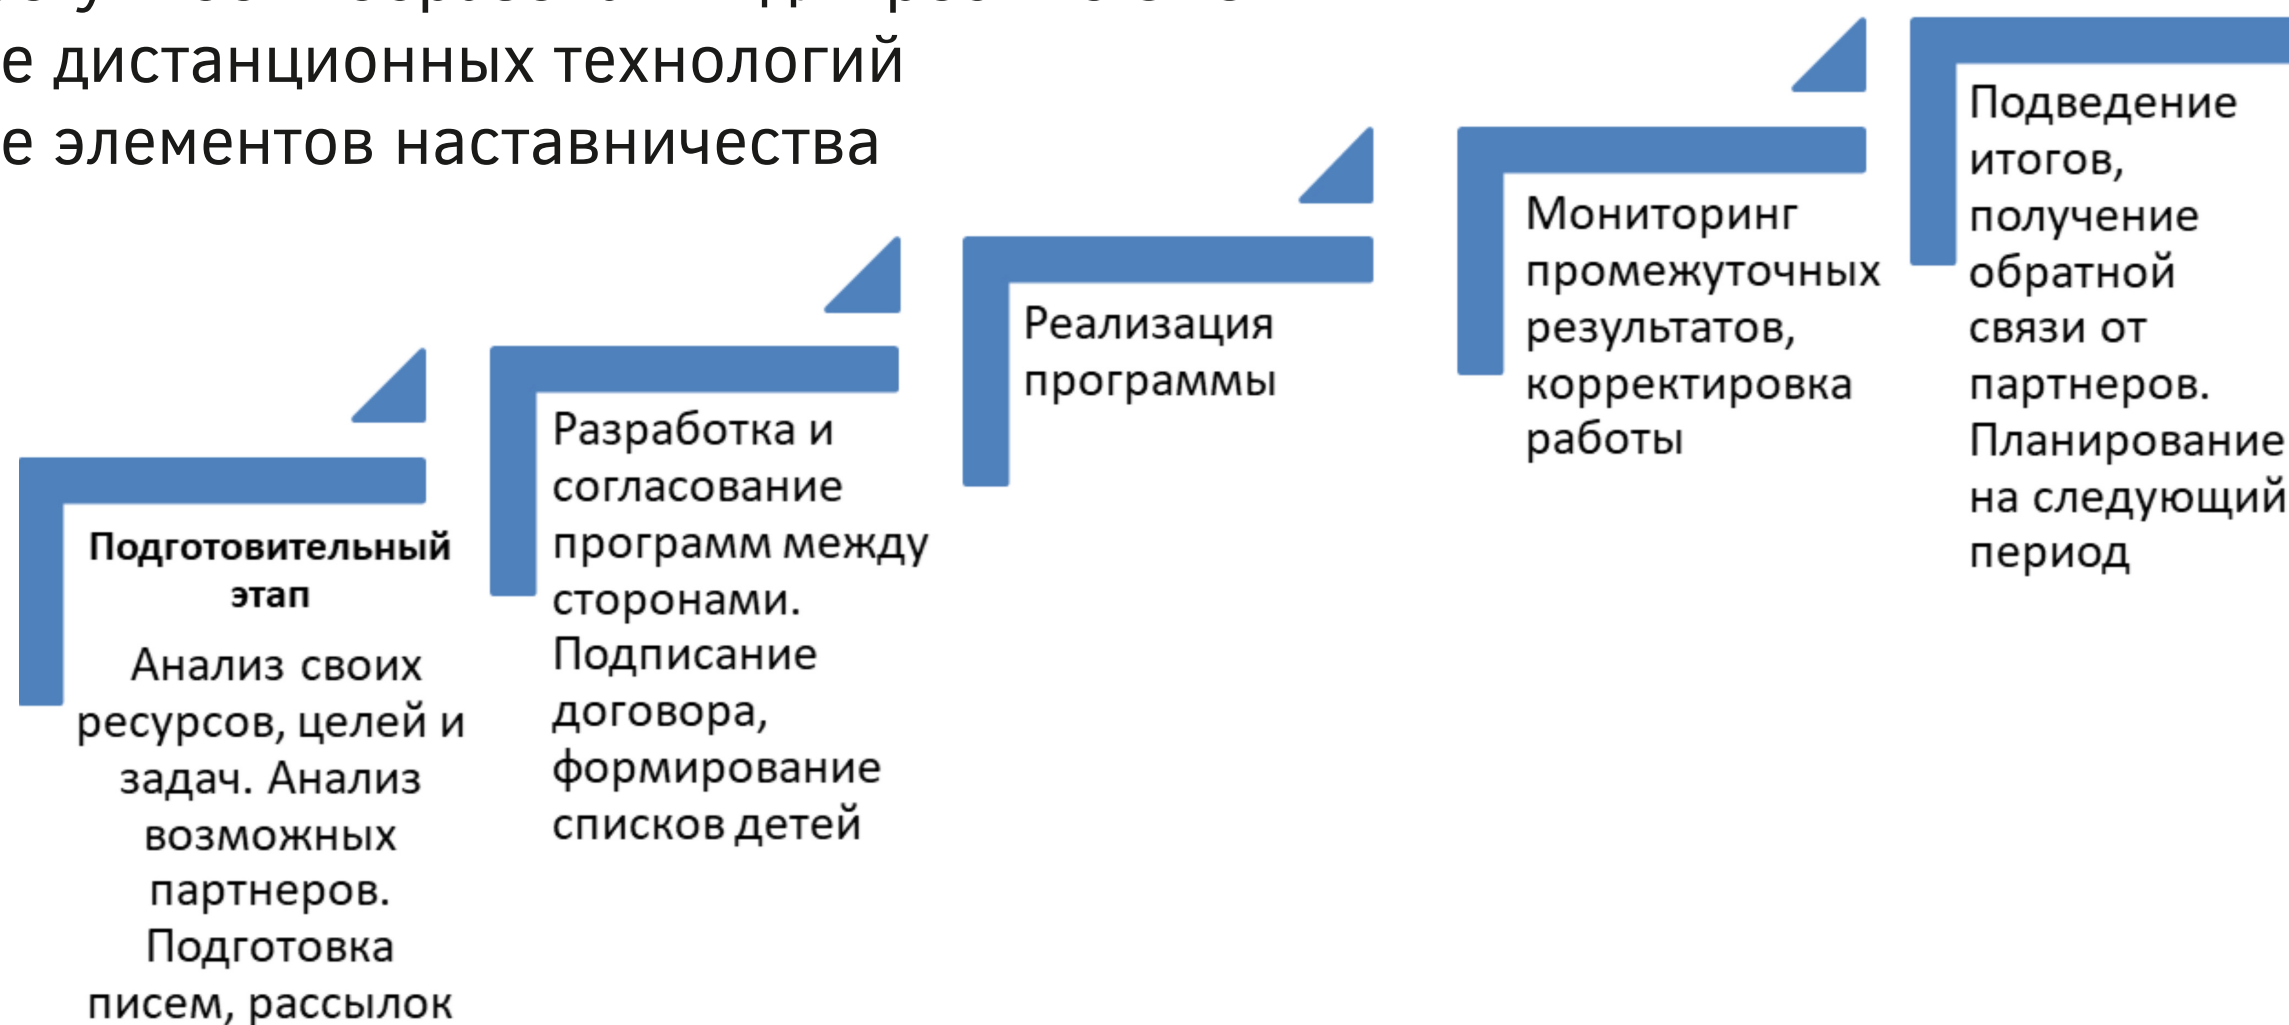 е дистанционных технологий
е элементов наставничества
Подготовительный
этап
Анализ своих
ресурсов, целей и
задач. Анализ
возможных
партнеров.
Подготовка
писем, рассылок
Разработка и
согласование
программ между
сторонами.
Подписание
договора,
формирование
списков детей
Реализация
программы
Мониторинг
промежуточных
результатов,
корректировка
работы
Подведение
итогов,
получение
обратной
связи от
партнеров.
Планирование
на следующий
период